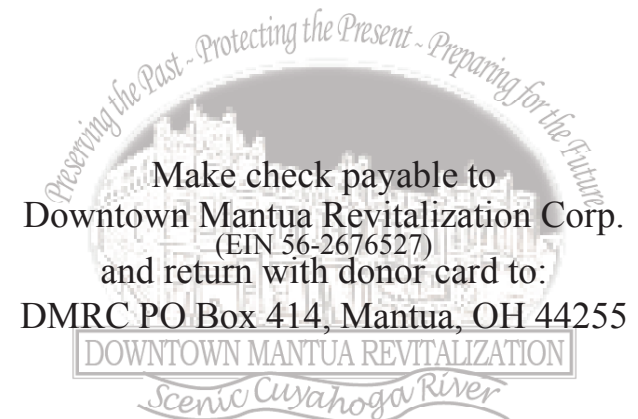 Preserving the Past ~ Protecting the Present ~ Preparing for the Future
Make check payable to
Downtown Mantua Revitalization Corp.
(EIN 56-2676527)
and return with donor card to:
DMRC PO Box 414, Mantua, OH 44255
DOWNTOWN MANTUA REVITALIZATION
Scenic Cuyahoga River